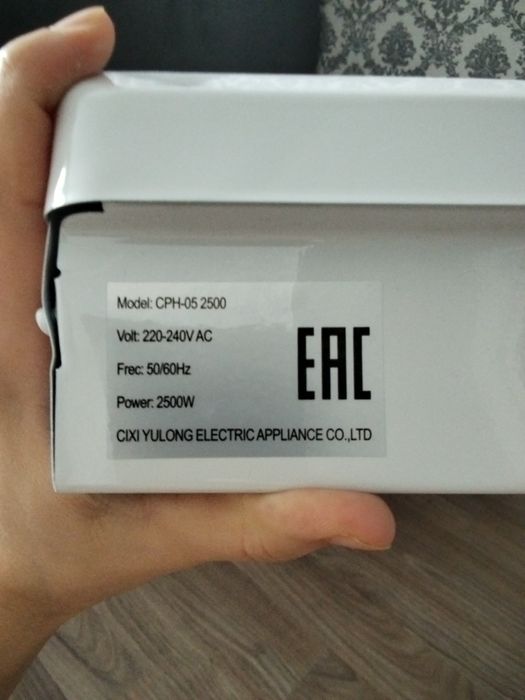 Model: CPH-05 2500
Volt: 220-240V AC
Frec: 50/60Hz
EAC
Power: 2500W
CIXI YULONG ELECTRIC APPLIANCE CO.,LTD